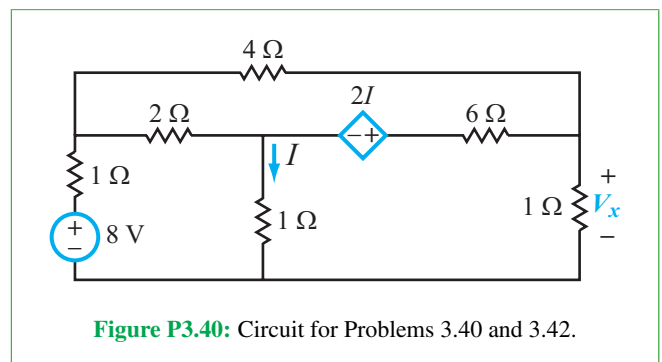 4 Ω
2I
2 Ω
6 Ω
− +
I
1 Ω
+
1 Ω
Vx
+
8 V
1 Ω
−
−
Figure P3.40: Circuit for Problems 3.40 and 3.42.